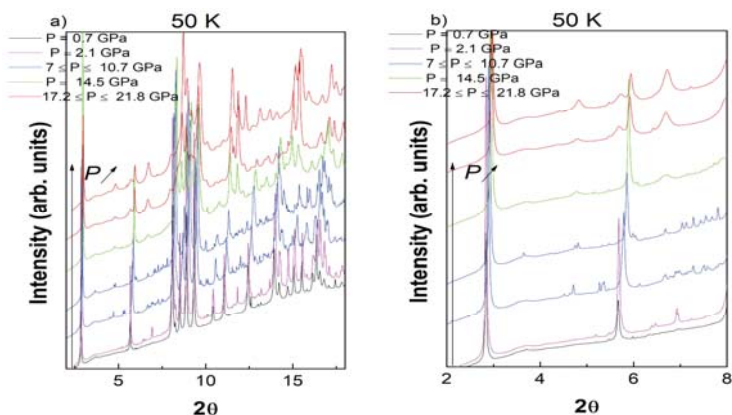 a)
50 K
P = 0.7 GPa
P = 2.1 GPa
7 ≤ P ≤ 10.7 GPa
P = 14.5 GPa
17.2 ≤ P ≤ 21.8 GPa
P
Intensity (arb. units)
5 10 15
2θ
b)
50 K
P = 0.7 GPa
P = 2.1 GPa
7 ≤ P ≤ 10.7 GPa
P = 14.5 GPa
17.2 ≤ P ≤ 21.8 GPa
P
Intensity (arb. units)
2 4 6 8
2θ